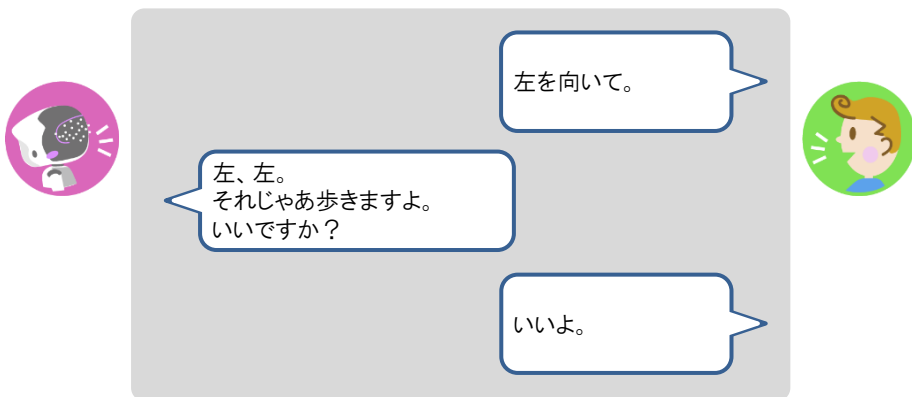 左を向いて。
左、左。
それじゃあ歩きますよ。
いいですか？
いいよ。